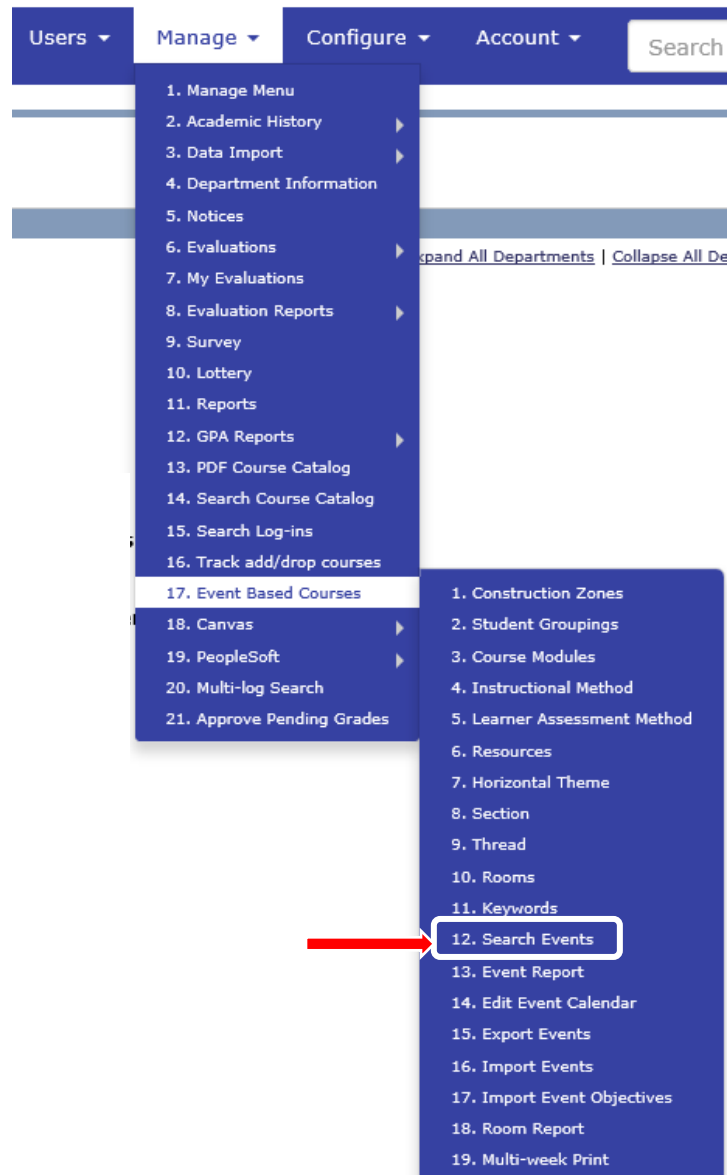 Users Manage Configure Account Search
1. Manage Menu
2. Academic History
3. Data Import
4. Department Information
5. Notices
6. Evaluations
xpand All Departments | Collapse All De
7. My Evaluations
8. Evaluation Reports
9. Survey
10. Lottery
11. Reports
12. GPA Reports
13. PDF Course Catalog
14. Search Course Catalog
15. Search Log-ins
16. Track add/drop courses
17. Event Based Courses
18. Canvas
19. PeopleSoft
20. Multi-log Search
21. Approve Pending Grades
1. Construction Zones
2. Student Groupings
3. Course Modules
4. Instructional Method
5. Learner Assessment Method
6. Resources
7. Horizontal Theme
8. Section
9. Thread
10. Rooms
11. Keywords
12. Search Events
13. Event Report
14. Edit Event Calendar
15. Export Events
16. Import Events
17. Import Event Objectives
18. Room Report
19. Multi-week Print